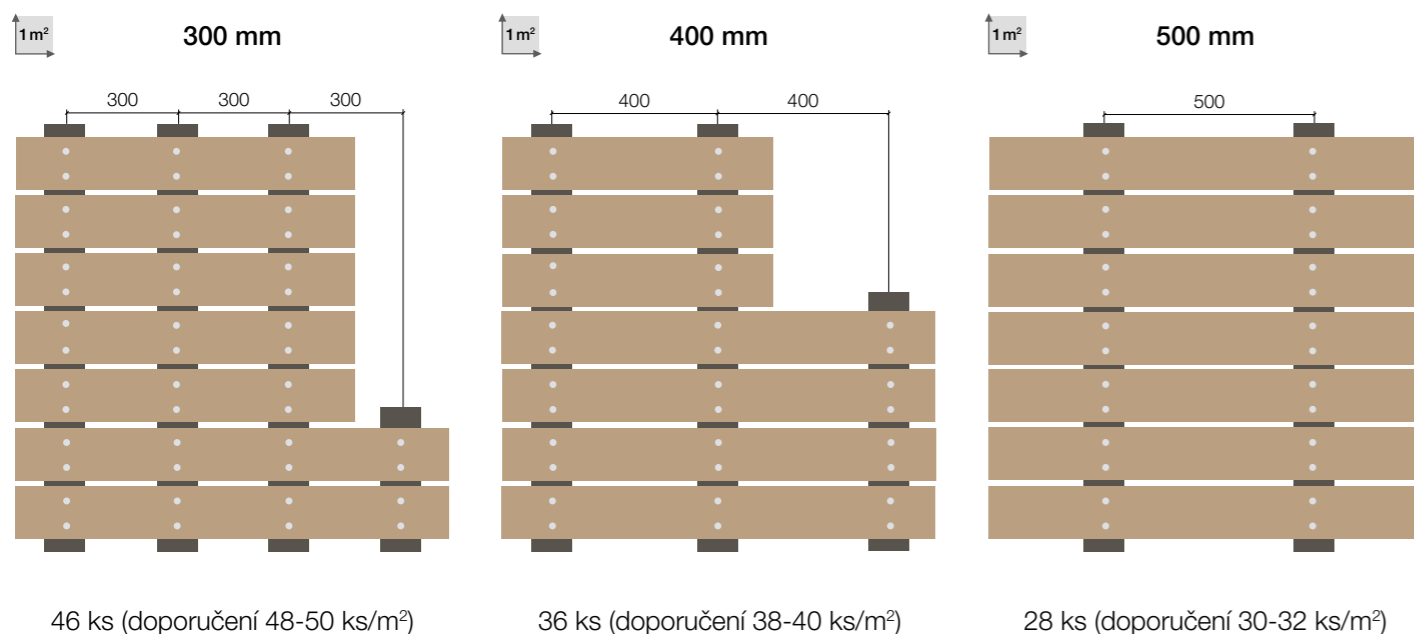 1 m²
300 mm
300
300
300
46 ks (doporučení 48-50 ks/m²)
1 m²
400 mm
400
400
36 ks (doporučení 38-40 ks/m²)
1 m²
500 mm
500
28 ks (doporučení 30-32 ks/m²)